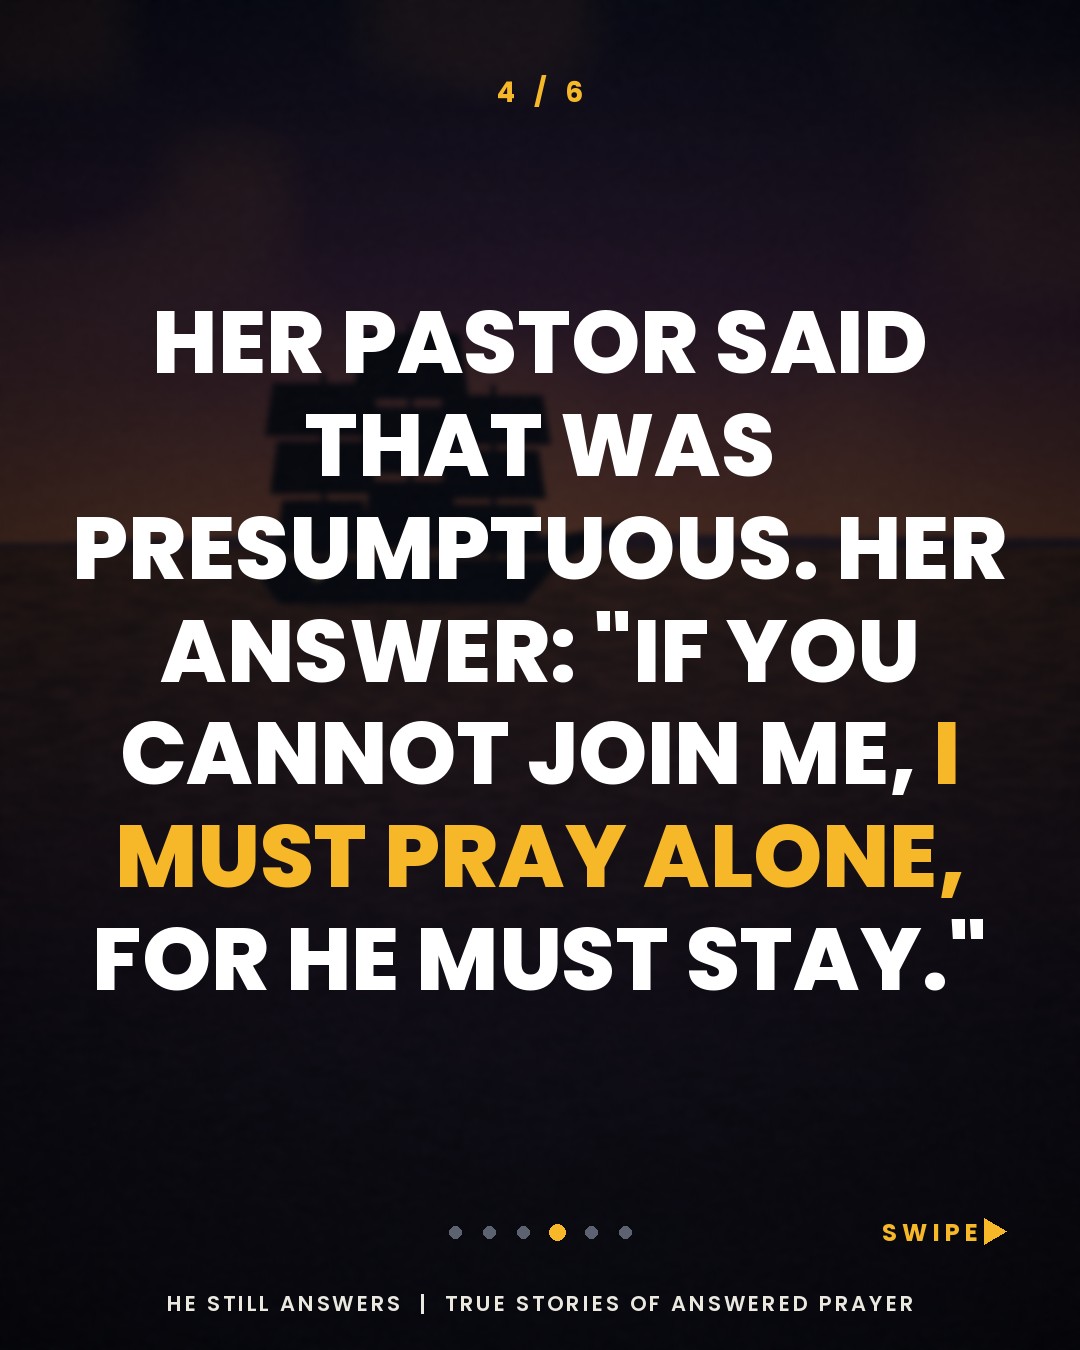 4 / 6
HER PASTOR SAID
THAT WAS
PRESUMPTUOUS. HER
ANSWER: "IF YOU
CANNOT JOIN ME, I
MUST PRAY ALONE,
FOR HE MUST STAY."
SWIPE
HE STILL ANSWERS | TRUE STORIES OF ANSWERED PRAYER